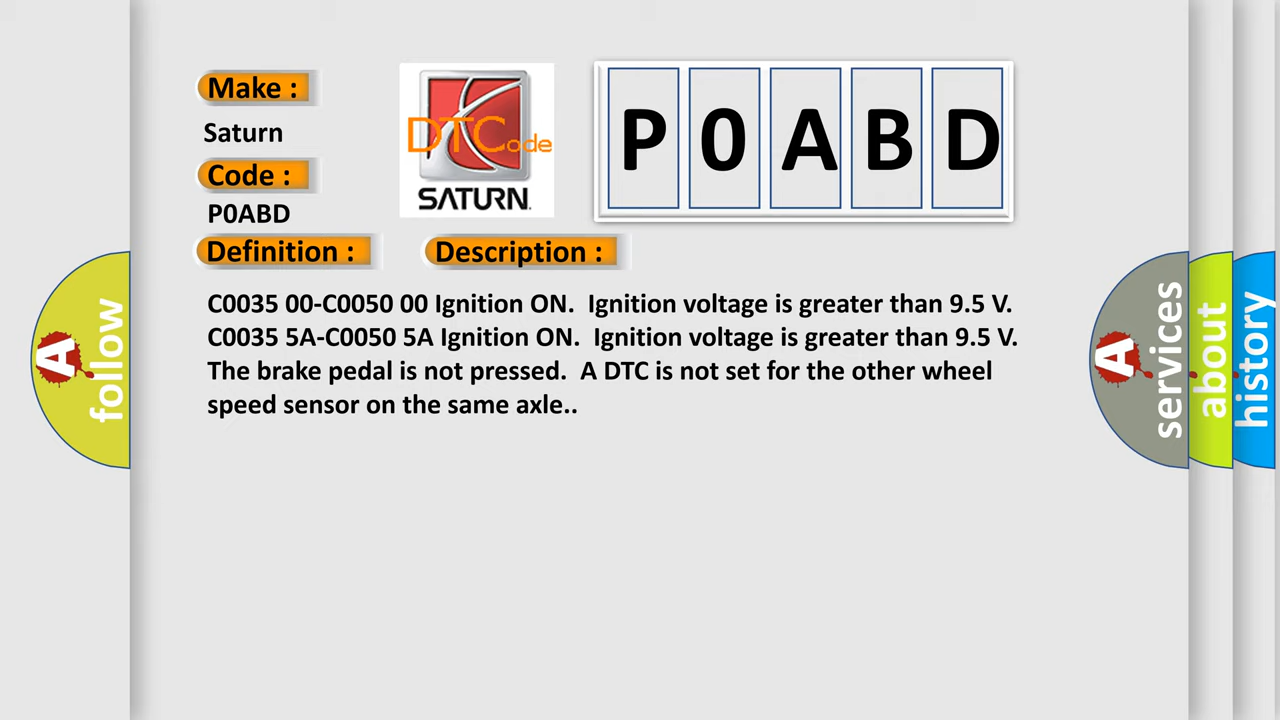 Make :
Saturn
Code :
P0ABD
Definition :
Description :
DTCode
SATURN
P0ABD
C0035 00-C0050 00 Ignition ON. Ignition voltage is greater than 9.5 V.
C0035 5A-C0050 5A Ignition ON. Ignition voltage is greater than 9.5 V.
The brake pedal is not pressed. A DTC is not set for the other wheel
speed sensor on the same axle..
A follow
A services
about
history